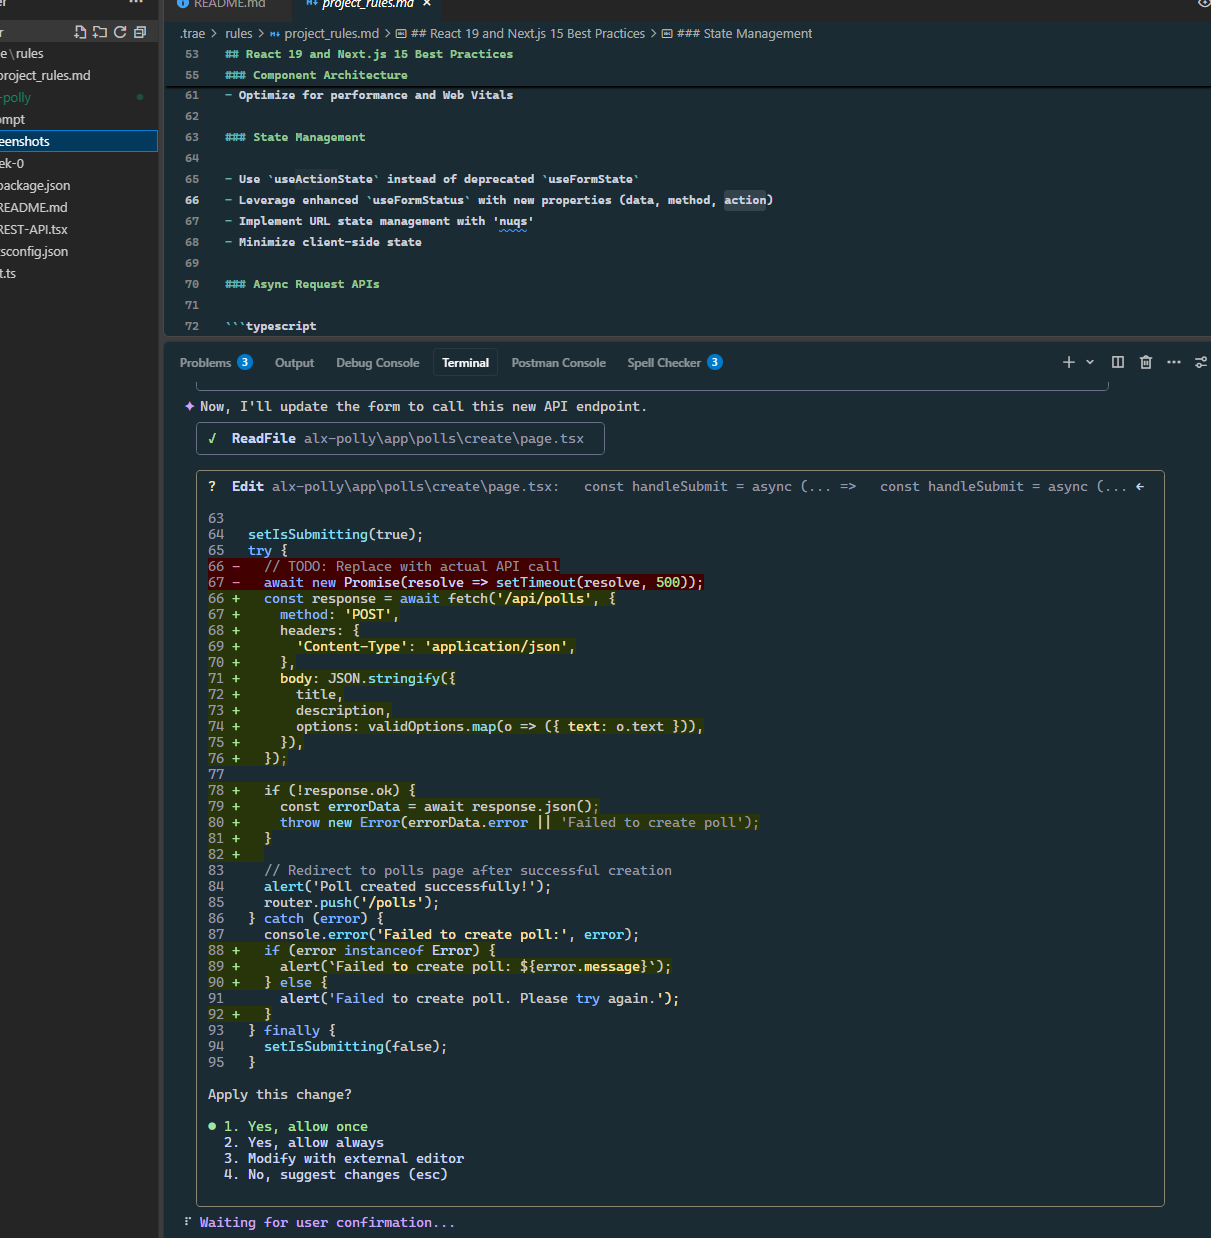 README.md
project_rules.md ×
.trae > rules > project_rules.md > ## React 19 and Next.js 15 Best Practices > ### State Management
e\rules
project_rules.md
-polly
ompt
eenshots
ek-0
package.json
README.md
REST-API.tsx
tsconfig.json
t.ts
53 ## React 19 and Next.js 15 Best Practices
55 ### Component Architecture
61 - Optimize for performance and Web Vitals
62
63 ### State Management
64
65 - Use `useActionState` instead of deprecated `useFormState`
66 - Leverage enhanced `useFormStatus` with new properties (data, method, action)
67 - Implement URL state management with 'nuqs'
68 - Minimize client-side state
69
70 ### Async Request APIs
71
72 ```typescript
Problems 3 Output Debug Console Terminal Postman Console Spell Checker 3
✦ Now, I'll update the form to call this new API endpoint.
✓ ReadFile alx-polly\app\polls\create\page.tsx
? Edit alx-polly\app\polls\create\page.tsx: const handleSubmit = async (... => const handleSubmit = async (... ←
63
64 setIsSubmitting(true);
65 try {
66 - // TODO: Replace with actual API call
67 - await new Promise(resolve => setTimeout(resolve, 500));
66 + const response = await fetch('/api/polls', {
67 + method: 'POST',
68 + headers: {
69 + 'Content-Type': 'application/json',
70 + },
71 + body: JSON.stringify({
72 + title,
73 + description,
74 + options: validOptions.map(o => ({ text: o.text })),
75 + }),
76 + });
77
78 + if (!response.ok) {
79 + const errorData = await response.json();
80 + throw new Error(errorData.error || 'Failed to create poll');
81 + }
82 +
83 // Redirect to polls page after successful creation
84 alert('Poll created successfully!');
85 router.push('/polls');
86 } catch (error) {
87 console.error('Failed to create poll:', error);
88 + if (error instanceof Error) {
89 + alert(`Failed to create poll: ${error.message}`);
90 + } else {
91 alert('Failed to create poll. Please try again.');
92 + }
93 } finally {
94 setIsSubmitting(false);
95 }
Apply this change?
● 1. Yes, allow once
2. Yes, allow always
3. Modify with external editor
4. No, suggest changes (esc)
⠏ Waiting for user confirmation...